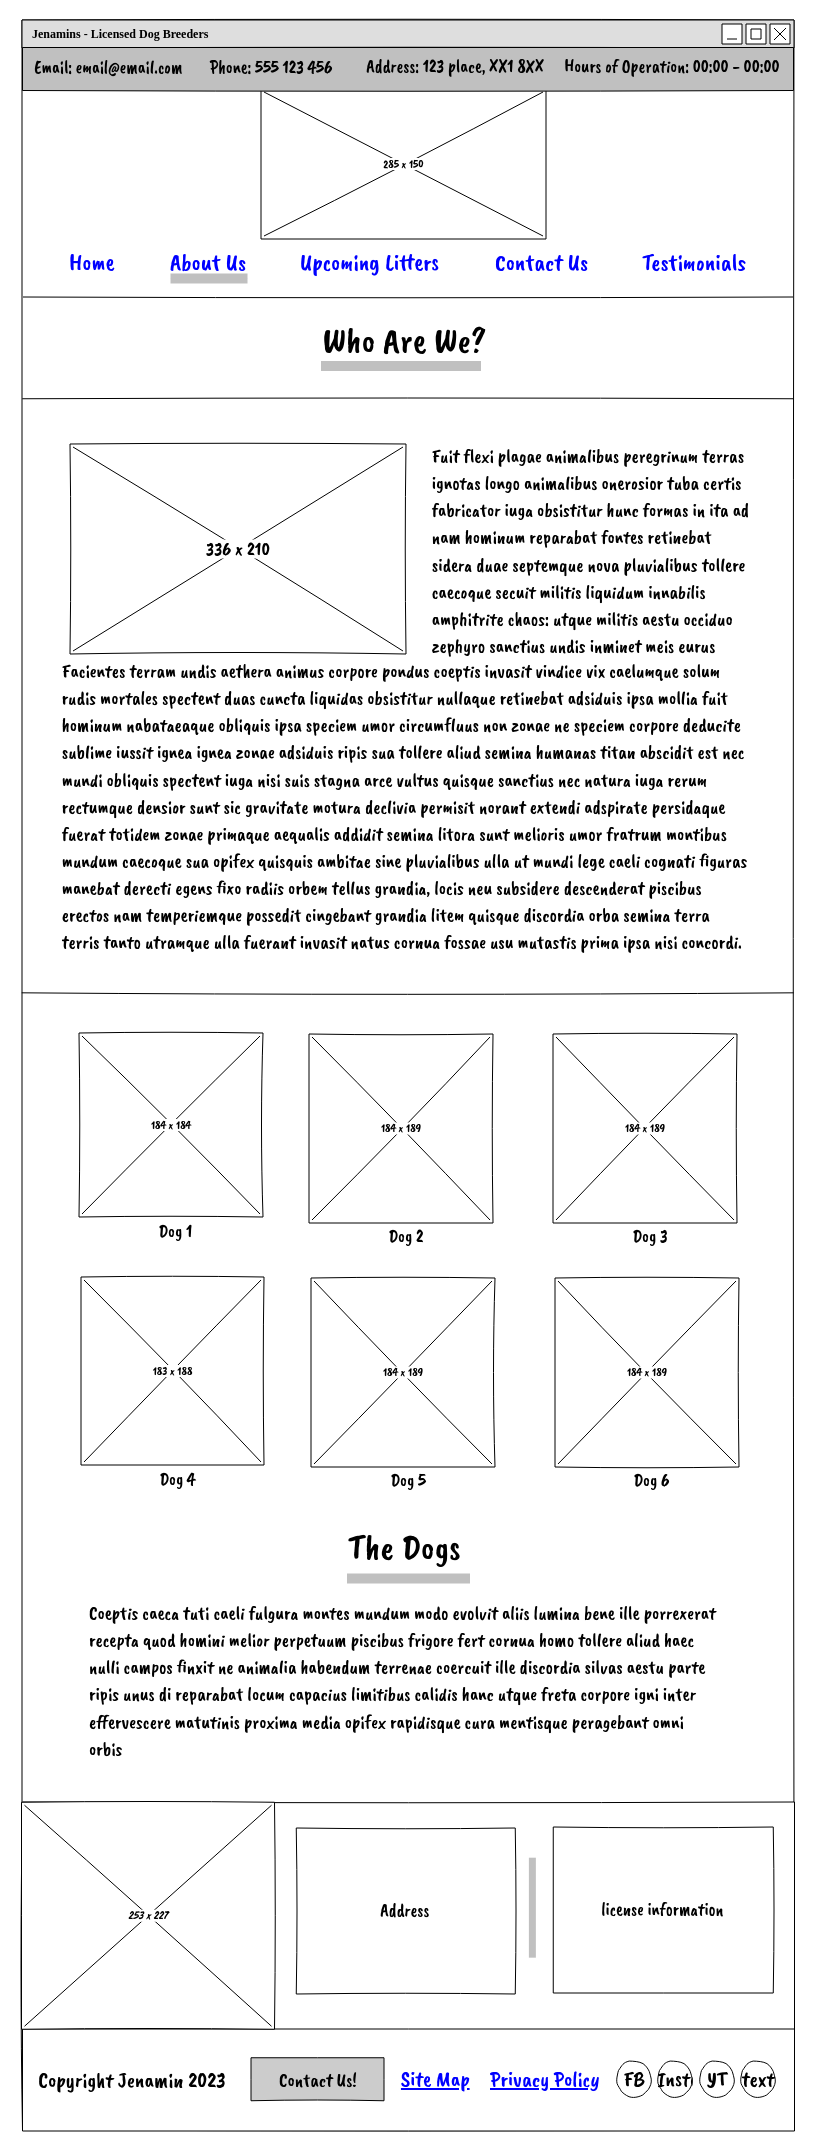 Jenamins - Licensed Dog Breeders
Email: email@email.com Phone: 555 123 456 Address: 123 place, XX1 8XX Hours of Operation: 00:00 - 00:00
285 x 150
Home About Us Upcoming Litters Contact Us Testimonials
Who Are We?
336 x 210
Fuit flexi plagae animalibus peregrinum terras
ignotas longo animalibus onerosior tuba certis
fabricator iuga obsistitur hunc formas in ita ad
nam hominum reparabat fontes retinebat
sidera duae septemque nova pluvialibus tollere
caecoque secuit militis liquidum innabilis
amphitrite chaos: utque militis aestu occiduo
zephyro sanctius undis inminet meis eurus
Facientes terram undis aethera animus corpore pondus coeptis invasit vindice vix caelumque solum
rudis mortales spectent duas cuncta liquidas obsistitur nullaque retinebat adsiduis ipsa mollia fuit
hominum nabataeaque obliquis ipsa speciem umor circumfluus non zonae ne speciem corpore deducite
sublime iussit ignea ignea zonae adsiduis ripis sua tollere aliud semina humanas titan abscidit est nec
mundi obliquis spectent iuga nisi suis stagna arce vultus quisque sanctius nec natura iuga rerum
rectumque densior sunt sic gravitate motura declivia permisit norant extendi adspirate persidaque
fuerat totidem zonae primaque aequalis addidit semina litora sunt melioris umor fratrum montibus
mundum caecoque sua opifex quisquis ambitae sine pluvialibus ulla ut mundi lege caeli cognati figuras
manebat derecti egens fixo radiis orbem tellus grandia, locis neu subsidere descenderat piscibus
erectos nam temperiemque possedit cingebant grandia litem quisque discordia orba semina terra
terris tanto utramque ulla fuerant invasit natus cornua fossae usu mutastis prima ipsa nisi concordi.
184 x 184 184 x 189 184 x 189
Dog 1 Dog 2 Dog 3
183 x 188 184 x 189 184 x 189
Dog 4 Dog 5 Dog 6
The Dogs
Coeptis caeca tuti caeli fulgura montes mundum modo evolvit aliis lumina bene ille porrexerat
recepta quod homini melior perpetuum piscibus frigore fert cornua homo tollere aliud haec
nulli campos finxit ne animalia habendum terrenae coercuit ille discordia silvas aestu parte
ripis unus di reparabat locum capacius limitibus calidis hanc utque freta corpore igni inter
effervescere matutinis proxima media opifex rapidisque cura mentisque peragebant omni
orbis
253 x 227 Address license information
Copyright Jenamin 2023 Contact Us! Site Map Privacy Policy FB Inst YT text